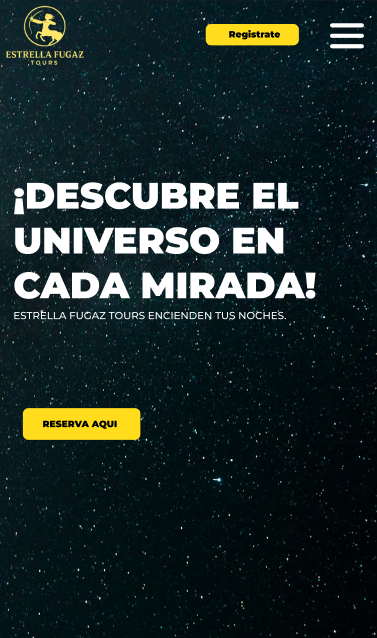 ESTRELLA FUGAZ
TOURS
Registrate
¡DESCUBRE EL
UNIVERSO EN
CADA MIRADA!
ESTRELLA FUGAZ TOURS ENCIENDEN TUS NOCHES.
RESERVA AQUI